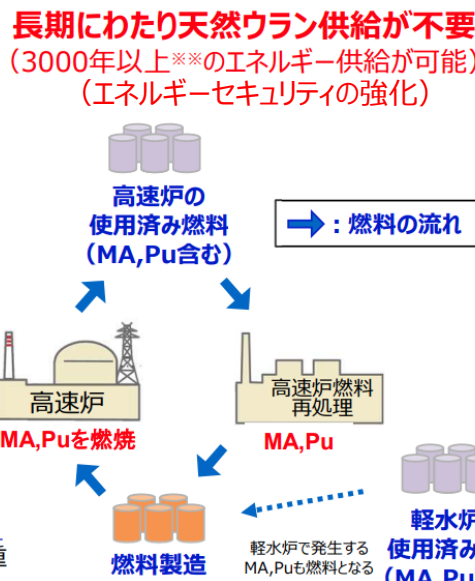 長期にわたり天然ウラン供給が不要
（3000年以上※※のエネルギー供給が可能）
（エネルギーセキュリティの強化）
高速炉の
使用済み燃料
（MA,Pu含む）
：燃料の流れ
高速炉
高速炉燃料
再処理
MA,Puを燃焼
MA,Pu
燃料製造
軽水炉で発生する
MA,Puも燃料となる
軽水炉
使用済み
（MA,Pu